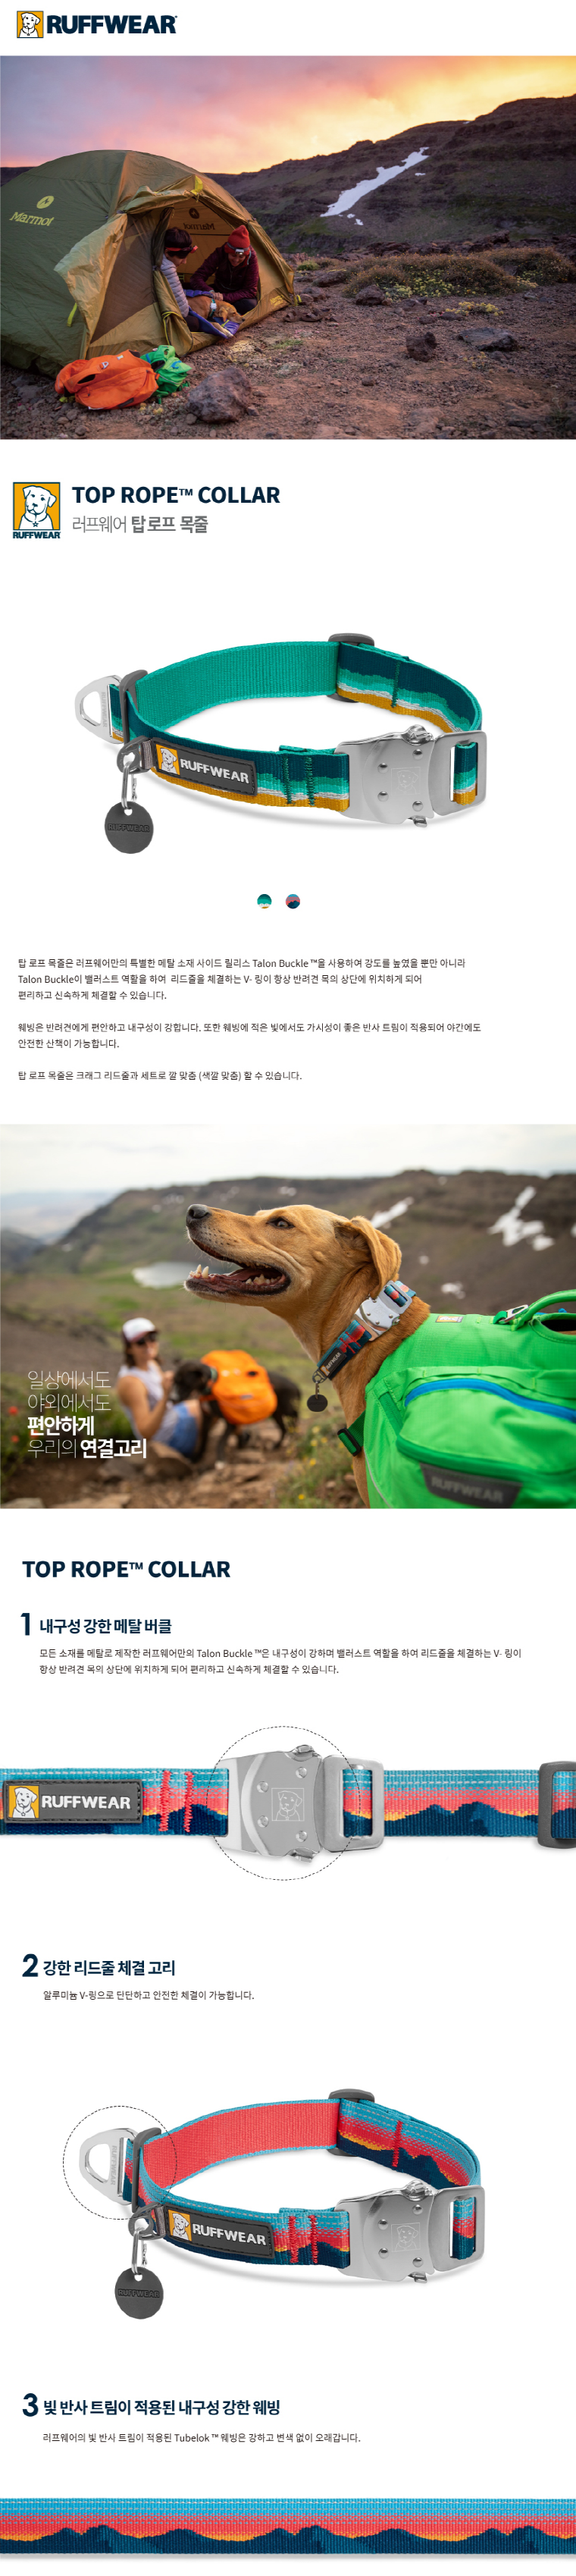 RUFFWEAR
Marmot
Marmot
TOP ROPE™ COLLAR
러프웨어 탑 로프 목줄
RUFFWEAR
RUFFWEAR
RUFFWEAR
탑 로프 목줄은 러프웨어만의 특별한 메탈 소재 사이드 릴리스 Talon Buckle™을 사용하여 강도를 높였을 뿐만 아니라
Talon Buckle이 밸러스트 역할을 하여 리드줄을 체결하는 V- 링이 항상 반려견 목의 상단에 위치하게 되어
편리하고 신속하게 체결할 수 있습니다.
웨빙은 반려견에게 편안하고 내구성이 강합니다. 또한 웨빙에 적은 빛에서도 가시성이 좋은 반사 트림이 적용되어 야간에도
안전한 산책이 가능합니다.
탑 로프 목줄은 크래그 리드줄과 세트로 깔 맞춤 (색깔 맞춤) 할 수 있습니다.
일상에서도
야외에서도
편안하게
우리의 연결고리
RUFFWEAR
TOP ROPE™ COLLAR
1 내구성 강한 메탈 버클
모든 소재를 메탈로 제작한 러프웨어만의 Talon Buckle™은 내구성이 강하며 밸러스트 역할을 하여 리드줄을 체결하는 V- 링이
항상 반려견 목의 상단에 위치하게 되어 편리하고 신속하게 체결할 수 있습니다.
RUFFWEAR
2 강한 리드줄 체결 고리
알루미늄 V-링으로 단단하고 안전한 체결이 가능합니다.
RUFFWEAR
RUFFWEAR
RUFFWEAR
3 빛 반사 트림이 적용된 내구성 강한 웨빙
러프웨어의 빛 반사 트림이 적용된 Tubelok™ 웨빙은 강하고 변색 없이 오래갑니다.